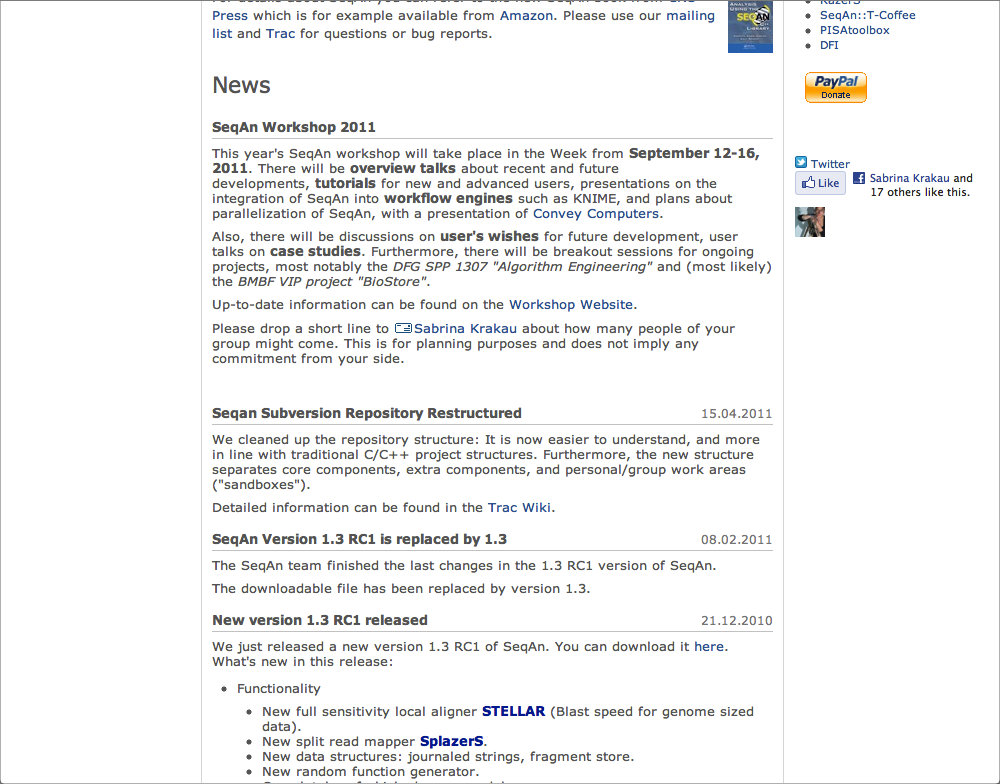 Press which is for example available from Amazon. Please use our mailing
list and Trac for questions or bug reports.
ANALYSIS
USING THE
SEQAN
LIBRARY
News
SeqAn Workshop 2011
This year's SeqAn workshop will take place in the Week from September 12-16,
2011. There will be overview talks about recent and future
developments, tutorials for new and advanced users, presentations on the
integration of SeqAn into workflow engines such as KNIME, and plans about
parallelization of SeqAn, with a presentation of Convey Computers.
Also, there will be discussions on user's wishes for future development, user
talks on case studies. Furthermore, there will be breakout sessions for ongoing
projects, most notably the DFG SPP 1307 "Algorithm Engineering" and (most likely)
the BMBF VIP project "BioStore".
Up-to-date information can be found on the Workshop Website.
Please drop a short line to Sabrina Krakau about how many people of your
group might come. This is for planning purposes and does not imply any
commitment from your side.
Seqan Subversion Repository Restructured 15.04.2011
We cleaned up the repository structure: It is now easier to understand, and more
in line with traditional C/C++ project structures. Furthermore, the new structure
separates core components, extra components, and personal/group work areas
("sandboxes").
Detailed information can be found in the Trac Wiki.
SeqAn Version 1.3 RC1 is replaced by 1.3 08.02.2011
The SeqAn team finished the last changes in the 1.3 RC1 version of SeqAn.
The downloadable file has been replaced by version 1.3.
New version 1.3 RC1 released 21.12.2010
We just released a new version 1.3 RC1 of SeqAn. You can download it here.
What's new in this release:
• Functionality
• New full sensitivity local aligner STELLAR (Blast speed for genome sized
data).
• New split read mapper SplazerS.
• New data structures: journaled strings, fragment store.
• New random function generator.
• RazerS
• SeqAn::T-Coffee
• PISAtoolbox
• DFI
PayPal
Donate
Twitter
Like
Sabrina Krakau and
17 others like this.